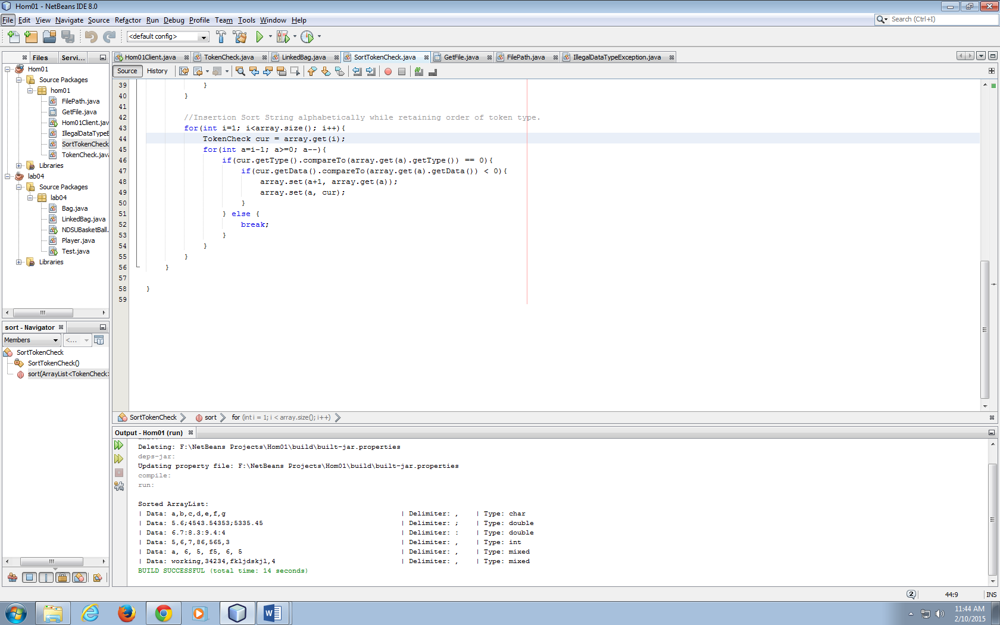 Hom01 - NetBeans IDE 8.0
File Edit View Navigate Source Refactor Run Debug Profile Team Tools Window Help
Search (Ctrl+I)
<default config>
Files Servi...
Hom01Client.java TokenCheck.java LinkedBag.java SortTokenCheck.java GetFile.java FilePath.java IllegalDataTypeException.java
Source History
Hom01
Source Packages
hom01
FilePath.java
GetFile.java
Hom01Client.jav
IllegalDataTypeE
SortTokenCheck
TokenCheck.java
Libraries
lab04
Source Packages
lab04
Bag.java
LinkedBag.java
NDSUBasketBall.
Player.java
Test.java
Libraries
39 }
40 }
41
42 //Insertion Sort String alphabetically while retaining order of token type.
43 for(int i=1; i<array.size(); i++){
44 TokenCheck cur = array.get(i);
45 for(int a=i-1; a>=0; a--){
46 if(cur.getType().compareTo(array.get(a).getType()) == 0){
47 if(cur.getData().compareTo(array.get(a).getData()) < 0){
48 array.set(a+1, array.get(a));
49 array.set(a, cur);
50 }
51 } else {
52 break;
53 }
54 }
55 }
56 }
57
58 }
59
sort - Navigator
Members <...
SortTokenCheck
SortTokenCheck()
sort(ArrayList<TokenCheck>
SortTokenCheck sort for (int i = 1; i < array.size(); i++)
Output - Hom01 (run)
Deleting: F:\NetBeans Projects\Hom01\build\built-jar.properties
deps-jar:
Updating property file: F:\NetBeans Projects\Hom01\build\built-jar.properties
compile:
run:
Sorted ArrayList:
| Data: a,b,c,d,e,f,g | Delimiter: , | Type: char
| Data: 5.6;4543.54353;5335.45 | Delimiter: ; | Type: double
| Data: 6.7:8.3:9.4:4 | Delimiter: : | Type: double
| Data: 5,6,7,86,565,3 | Delimiter: , | Type: int
| Data: a, 6, 5, f5, 6, 5 | Delimiter: , | Type: mixed
| Data: working,34234,fkljdskjl,4 | Delimiter: , | Type: mixed
BUILD SUCCESSFUL (total time: 14 seconds)
2 44:9 INS
11:44 AM
2/10/2015